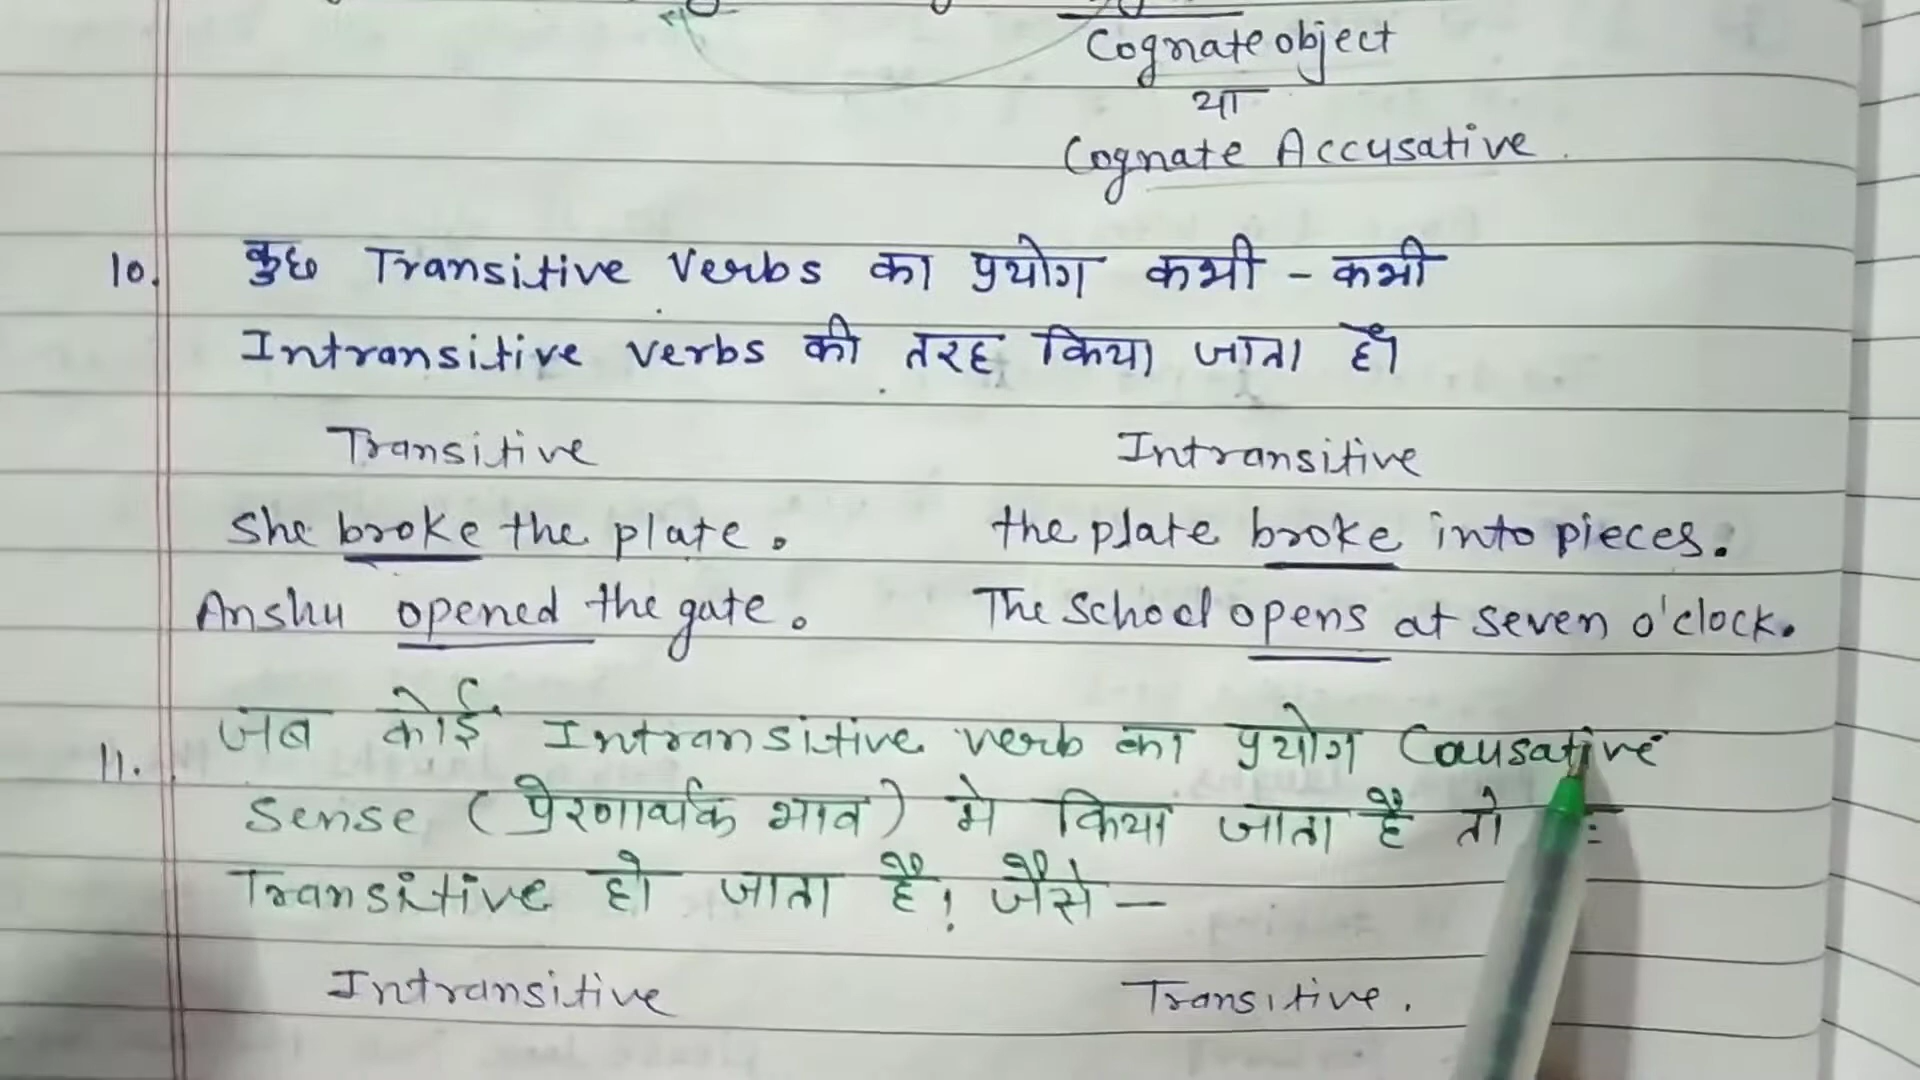 Cognate object
या
Cognate Accusative.
10. कुछ Transitive Verbs का प्रयोग कभी - कभी
Intransitive verbs की तरह किया जाता है।
Transitive Intransitive
She broke the plate. the plate broke into pieces.
Anshu opened the gate. The School opens at seven o'clock.
11. जब कोई Intransitive verb का प्रयोग Causative
Sense (प्रेरणार्थक भाव) मे किया जाता है तो
Transitive हो जाता है। जैसे -
Intransitive Transitive.